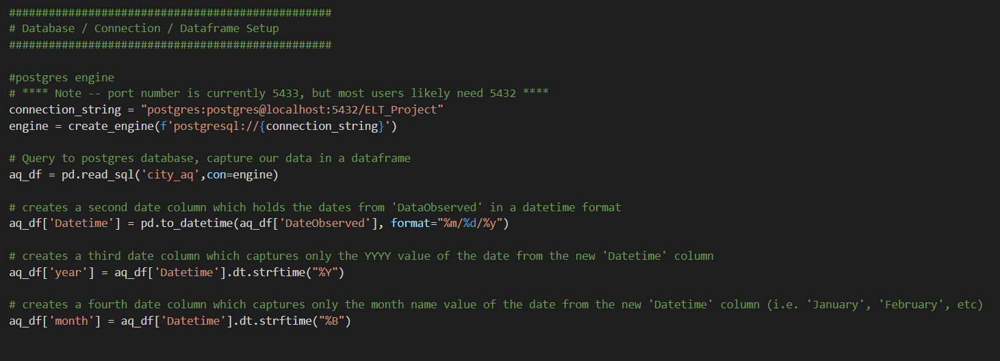 #################################################
# Database / Connection / Dataframe Setup
#################################################
#postgres engine
# **** Note -- port number is currently 5433, but most users likely need 5432 ****
connection_string = "postgres:postgres@localhost:5432/ELT_Project"
engine = create_engine(f'postgresql://{connection_string}')
# Query to postgres database, capture our data in a dataframe
aq_df = pd.read_sql('city_aq',con=engine)
# creates a second date column which holds the dates from 'DataObserved' in a datetime format
aq_df['Datetime'] = pd.to_datetime(aq_df['DateObserved'], format="%m/%d/%y")
# creates a third date column which captures only the YYYY value of the date from the new 'Datetime' column
aq_df['year'] = aq_df['Datetime'].dt.strftime("%Y")
# creates a fourth date column which captures only the month name value of the date from the new 'Datetime' column (i.e. 'January', 'February', etc)
aq_df['month'] = aq_df['Datetime'].dt.strftime("%B")